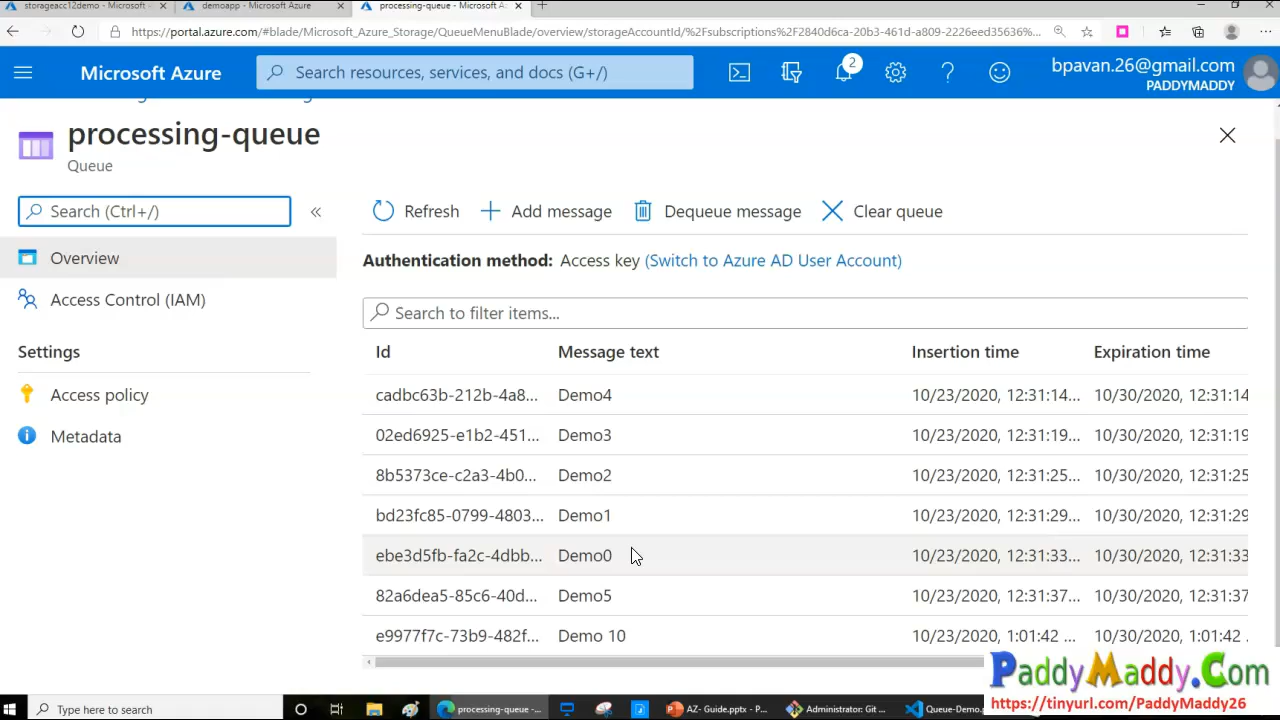 storageacc12demo - Microsoft
demoapp - Microsoft Azure
processing-queue - Microsoft A
https://portal.azure.com/#blade/Microsoft_Azure_Storage/QueueMenuBlade/overview/storageAccountId/%2Fsubscriptions%2F2840d6ca-20b3-461d-a809-2226eed35636%...
Microsoft Azure
Search resources, services, and docs (G+/)
2
bpavan.26@gmail.com
PADDYMADDY
processing-queue
Queue
Search (Ctrl+/)
«
Refresh
Add message
Dequeue message
Clear queue
Overview
Access Control (IAM)
Settings
Access policy
Metadata
Authentication method: Access key (Switch to Azure AD User Account)
Search to filter items...
Id Message text Insertion time Expiration time
cadbc63b-212b-4a8... Demo4 10/23/2020, 12:31:14... 10/30/2020, 12:31:14
02ed6925-e1b2-451... Demo3 10/23/2020, 12:31:19... 10/30/2020, 12:31:19
8b5373ce-c2a3-4b0... Demo2 10/23/2020, 12:31:25... 10/30/2020, 12:31:25
bd23fc85-0799-4803... Demo1 10/23/2020, 12:31:29... 10/30/2020, 12:31:29
ebe3d5fb-fa2c-4dbb... Demo0 10/23/2020, 12:31:33... 10/30/2020, 12:31:33
82a6dea5-85c6-40d... Demo5 10/23/2020, 12:31:37... 10/30/2020, 12:31:37
e9977f7c-73b9-482f... Demo 10 10/23/2020, 1:01:42 ... 10/30/2020, 1:01:42 .
PaddyMaddy.Com
https://tinyurl.com/PaddyMaddy26
Type here to search
processing-queue -...
AZ- Guide.pptx - P...
Administrator: Git ...
Queue-Demo.p